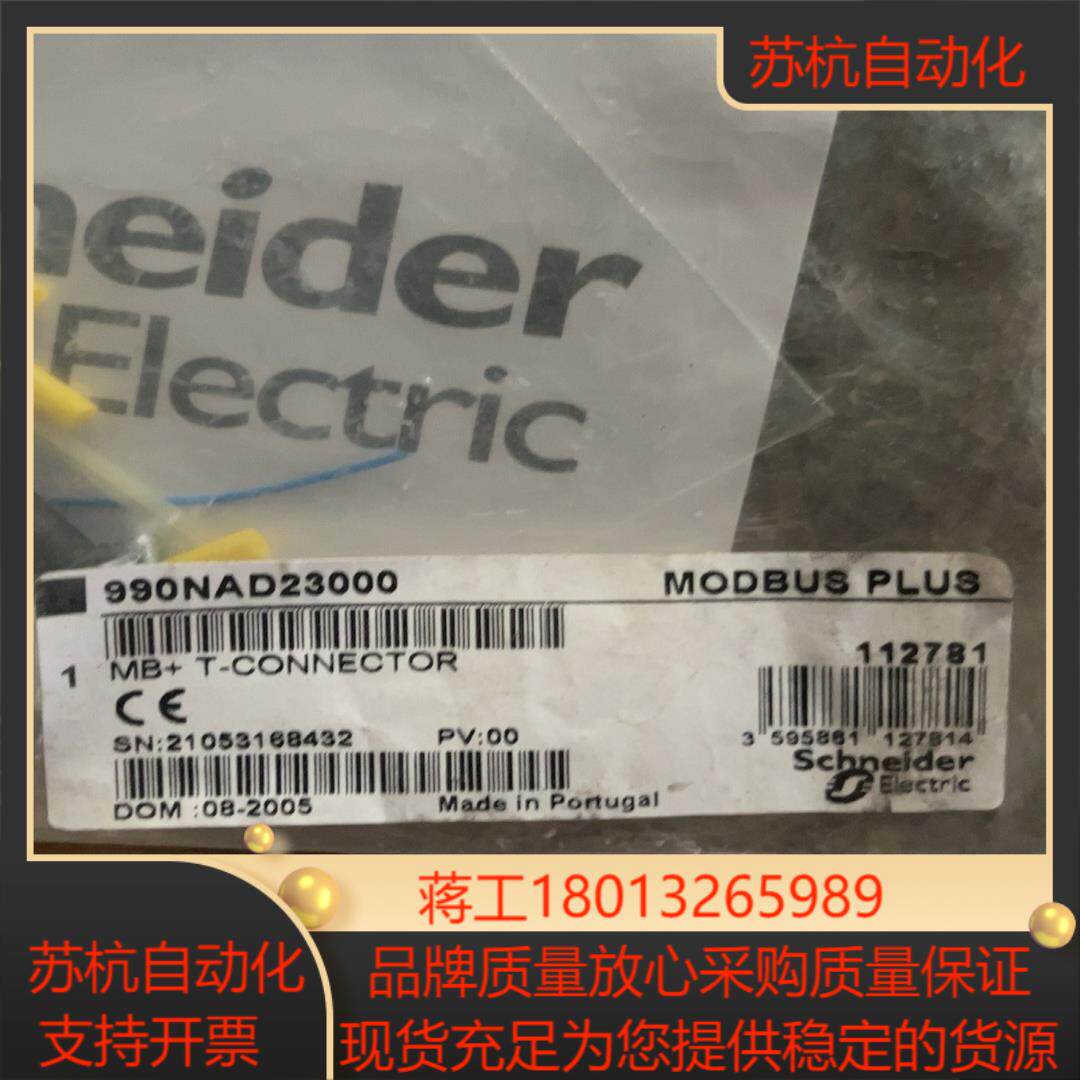 苏杭自动化
neider
Electric
990NAD23000
MODBUS PLUS
1
MB+ T-CONNECTOR
112781
CE
SN:21053168432
PV:00
3 595861 127814
Schneider
Electric
DOM :08-2005
Made in Portugal
蒋工18013265989
苏杭自动化
支持开票
品牌质量放心采购质量保证
现货充足为您提供稳定的货源